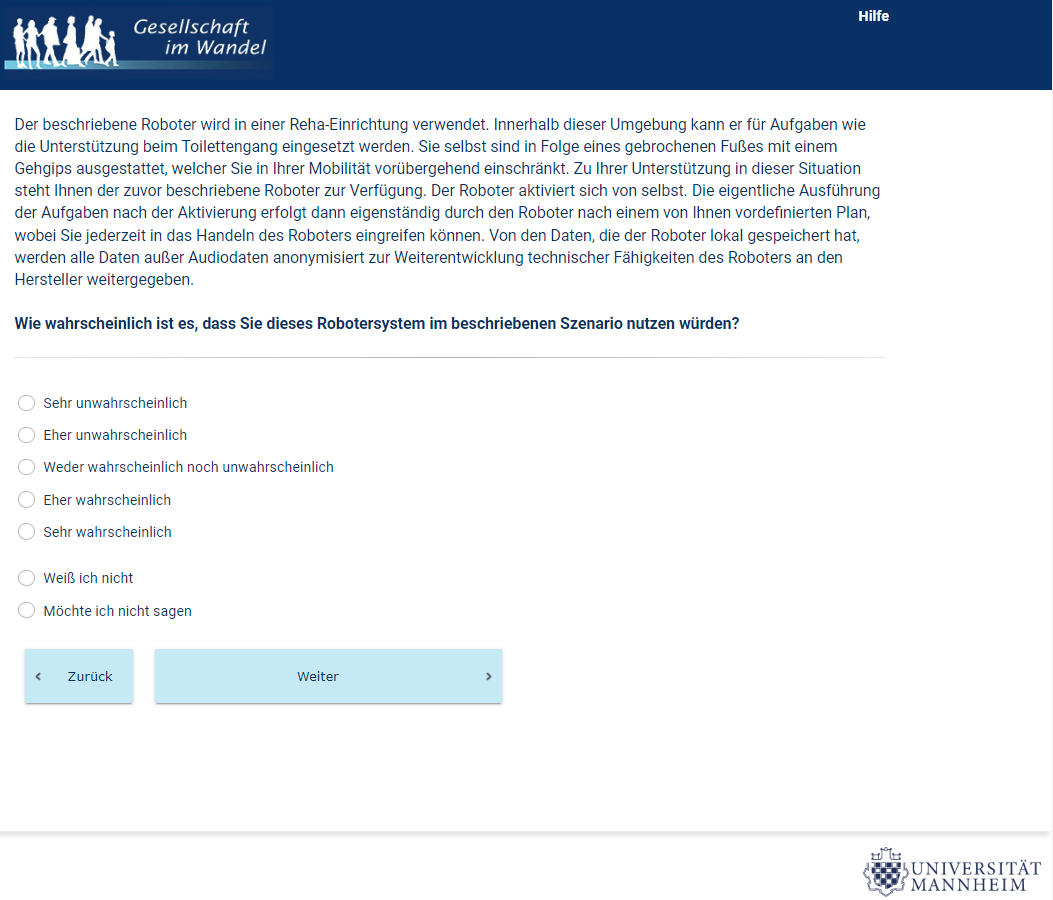 Gesellschaft
im Wandel
Hilfe
Der beschriebene Roboter wird in einer Reha-Einrichtung verwendet. Innerhalb dieser Umgebung kann er für Aufgaben wie
die Unterstützung beim Toilettengang eingesetzt werden. Sie selbst sind in Folge eines gebrochenen Fußes mit einem
Gehgips ausgestattet, welcher Sie in Ihrer Mobilität vorübergehend einschränkt. Zu Ihrer Unterstützung in dieser Situation
steht Ihnen der zuvor beschriebene Roboter zur Verfügung. Der Roboter aktiviert sich von selbst. Die eigentliche Ausführung
der Aufgaben nach der Aktivierung erfolgt dann eigenständig durch den Roboter nach einem von Ihnen vordefinierten Plan,
wobei Sie jederzeit in das Handeln des Roboters eingreifen können. Von den Daten, die der Roboter lokal gespeichert hat,
werden alle Daten außer Audiodaten anonymisiert zur Weiterentwicklung technischer Fähigkeiten des Roboters an den
Hersteller weitergegeben.
Wie wahrscheinlich ist es, dass Sie dieses Robotersystem im beschriebenen Szenario nutzen würden?
Sehr unwahrscheinlich
Eher unwahrscheinlich
Weder wahrscheinlich noch unwahrscheinlich
Eher wahrscheinlich
Sehr wahrscheinlich
Weiß ich nicht
Möchte ich nicht sagen
‹ Zurück
Weiter ›
UNIVERSITÄT
MANNHEIM